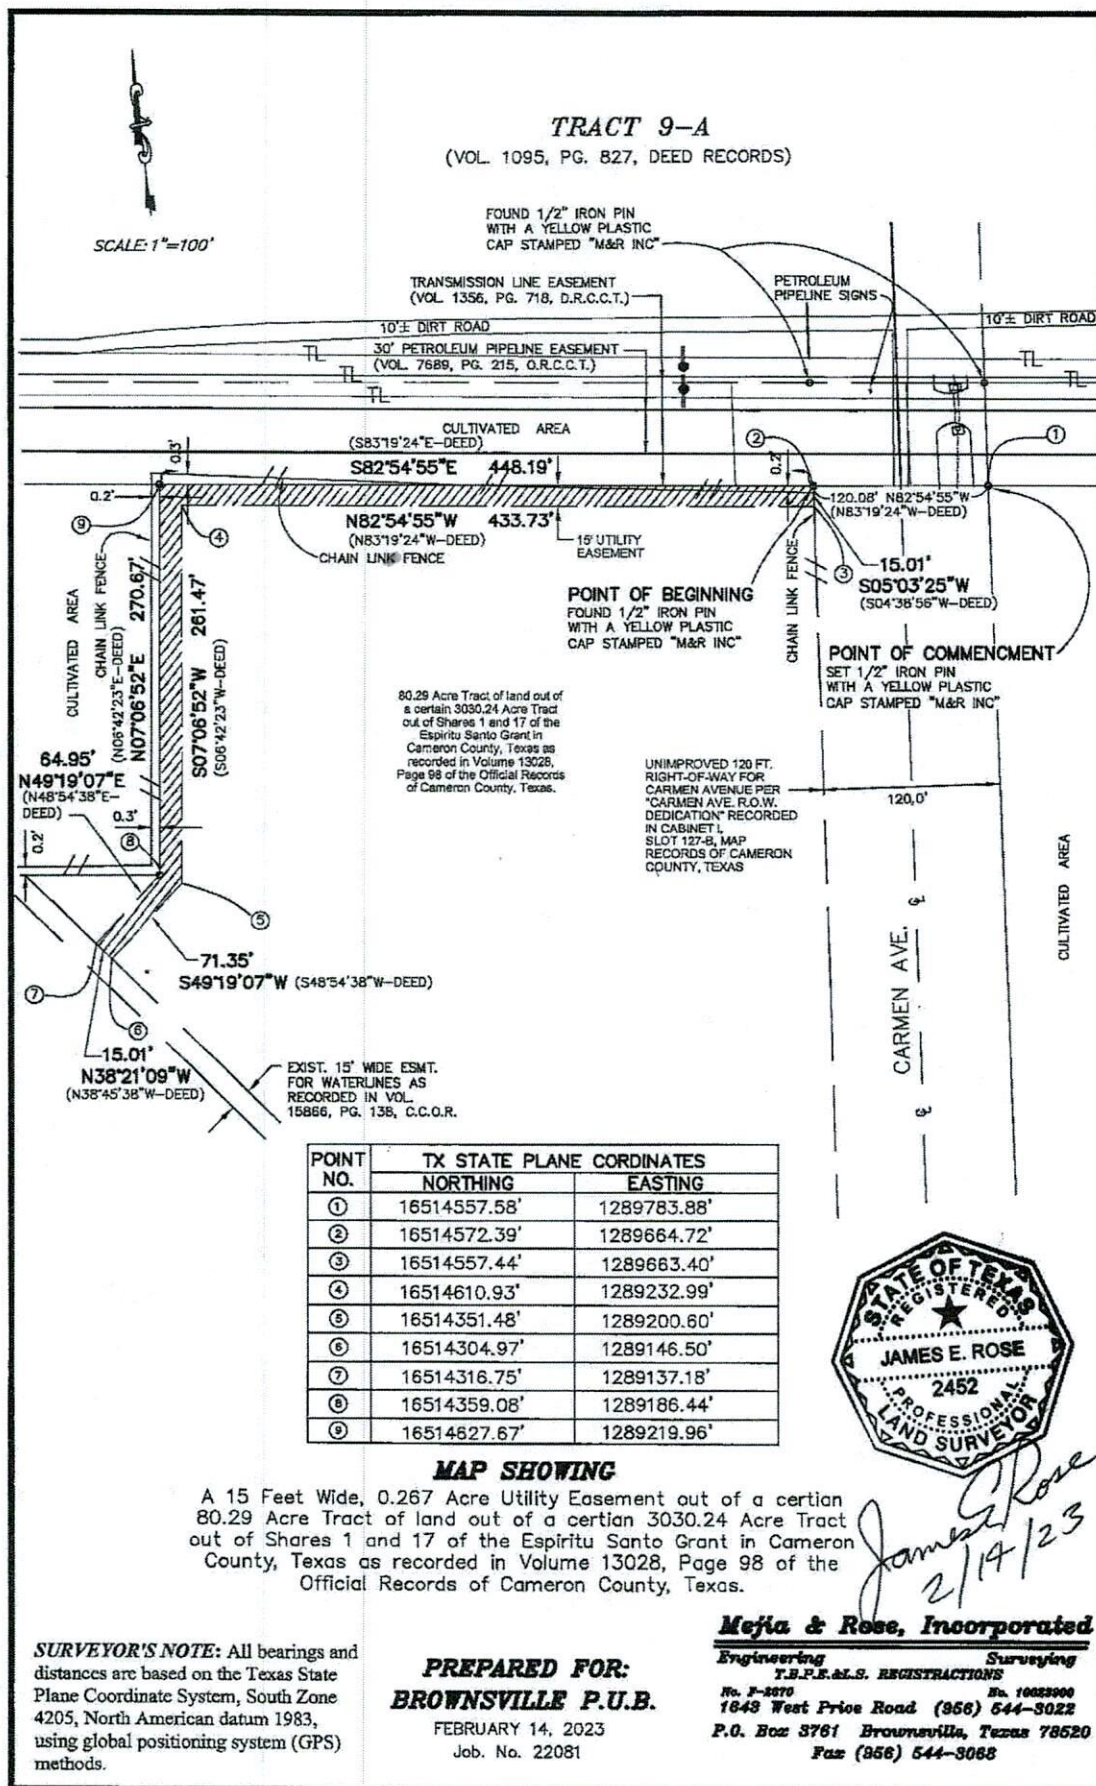 TRACT 9-A
(VOL. 1095, PG. 827, DEED RECORDS)
SCALE: 1"=100'
FOUND 1/2" IRON PIN
WITH A YELLOW PLASTIC
CAP STAMPED "M&R INC"
TRANSMISSION LINE EASEMENT
(VOL. 1356, PG. 718, D.R.C.C.T.)
PETROLEUM
PIPELINE SIGNS
10'± DIRT ROAD
10'± DIRT ROAD
30' PETROLEUM PIPELINE EASEMENT
(VOL. 7689, PG. 215, O.R.C.C.T.)
TL
TL
TL
TL
TL
CULTIVATED AREA
(S83°19'24"E-DEED)
S82°54'55"E 448.19'
0.3'
0.2'
0.2'
②
①
120.08' N82°54'55"W
(N83°19'24"W-DEED)
⑨
④
N82°54'55"W 433.73'
(N83°19'24"W-DEED)
CHAIN LINK FENCE
15' UTILITY
EASEMENT
③
15.01'
S05°03'25"W
(S04°38'56"W-DEED)
POINT OF BEGINNING
FOUND 1/2" IRON PIN
WITH A YELLOW PLASTIC
CAP STAMPED "M&R INC"
CHAIN LINK FENCE
POINT OF COMMENCMENT
SET 1/2" IRON PIN
WITH A YELLOW PLASTIC
CAP STAMPED "M&R INC"
CULTIVATED AREA
CHAIN LINK FENCE
(N06°42'23"E-DEED)
N07°06'52"E 270.67'
S07°06'52"W 261.47'
(S06°42'23"W-DEED)
80.29 Acre Tract of land out of
a certain 3030.24 Acre Tract
out of Shares 1 and 17 of the
Espiritu Santo Grant in
Cameron County, Texas as
recorded in Volume 13028,
Page 98 of the Official Records
of Cameron County, Texas.
64.95'
N49°19'07"E
(N48°54'38"E-
DEED)
0.3'
⑧
0.2'
UNIMPROVED 120 FT.
RIGHT-OF-WAY FOR
CARMEN AVENUE PER
"CARMEN AVE. R.O.W.
DEDICATION" RECORDED
IN CABINET I,
SLOT 127-B, MAP
RECORDS OF CAMERON
COUNTY, TEXAS
120.0'
CULTIVATED AREA
CARMEN AVE.
⑤
71.35'
S49°19'07"W (S48°54'38"W-DEED)
⑦
⑥
15.01'
N38°21'09"W
(N38°45'38"W-DEED)
EXIST. 15' WIDE ESMT.
FOR WATERLINES AS
RECORDED IN VOL.
15866, PG. 138, C.C.O.R.
POINT NO. TX STATE PLANE CORDINATES
NORTHING EASTING
① 16514557.58' 1289783.88'
② 16514572.39' 1289664.72'
③ 16514557.44' 1289663.40'
④ 16514610.93' 1289232.99'
⑤ 16514351.48' 1289200.60'
⑥ 16514304.97' 1289146.50'
⑦ 16514316.75' 1289137.18'
⑧ 16514359.08' 1289186.44'
⑨ 16514627.67' 1289219.96'
STATE OF TEXAS
REGISTERED
JAMES E. ROSE
2452
PROFESSIONAL
LAND SURVEYOR
James E Rose
2/14/23
MAP SHOWING
A 15 Feet Wide, 0.267 Acre Utility Easement out of a certian
80.29 Acre Tract of land out of a certian 3030.24 Acre Tract
out of Shares 1 and 17 of the Espiritu Santo Grant in Cameron
County, Texas as recorded in Volume 13028, Page 98 of the
Official Records of Cameron County, Texas.
SURVEYOR'S NOTE: All bearings and
distances are based on the Texas State
Plane Coordinate System, South Zone
4205, North American datum 1983,
using global positioning system (GPS)
methods.
PREPARED FOR:
BROWNSVILLE P.U.B.
FEBRUARY 14, 2023
Job. No. 22081
Mejia & Rose, Incorporated
Engineering Surveying
T.B.P.E.&L.S. REGISTRACTIONS
No. F-2670 No. 10023900
1643 West Price Road (956) 544-3022
P.O. Box 3761 Brownsville, Texas 78520
Fax (956) 544-3068